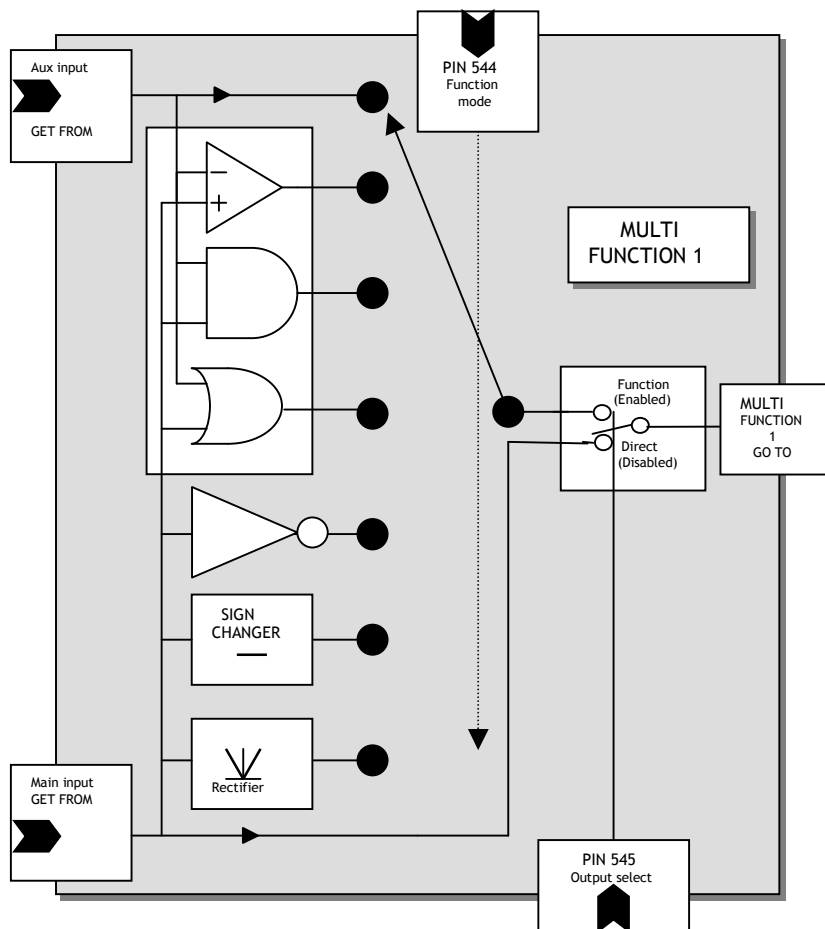 Aux input
GET FROM
PIN 544
Function
mode
−
+
MULTI
FUNCTION 1
Function
(Enabled)
Direct
(Disabled)
MULTI
FUNCTION
1
GO TO
SIGN
CHANGER
Rectifier
Main input
GET FROM
PIN 545
Output select